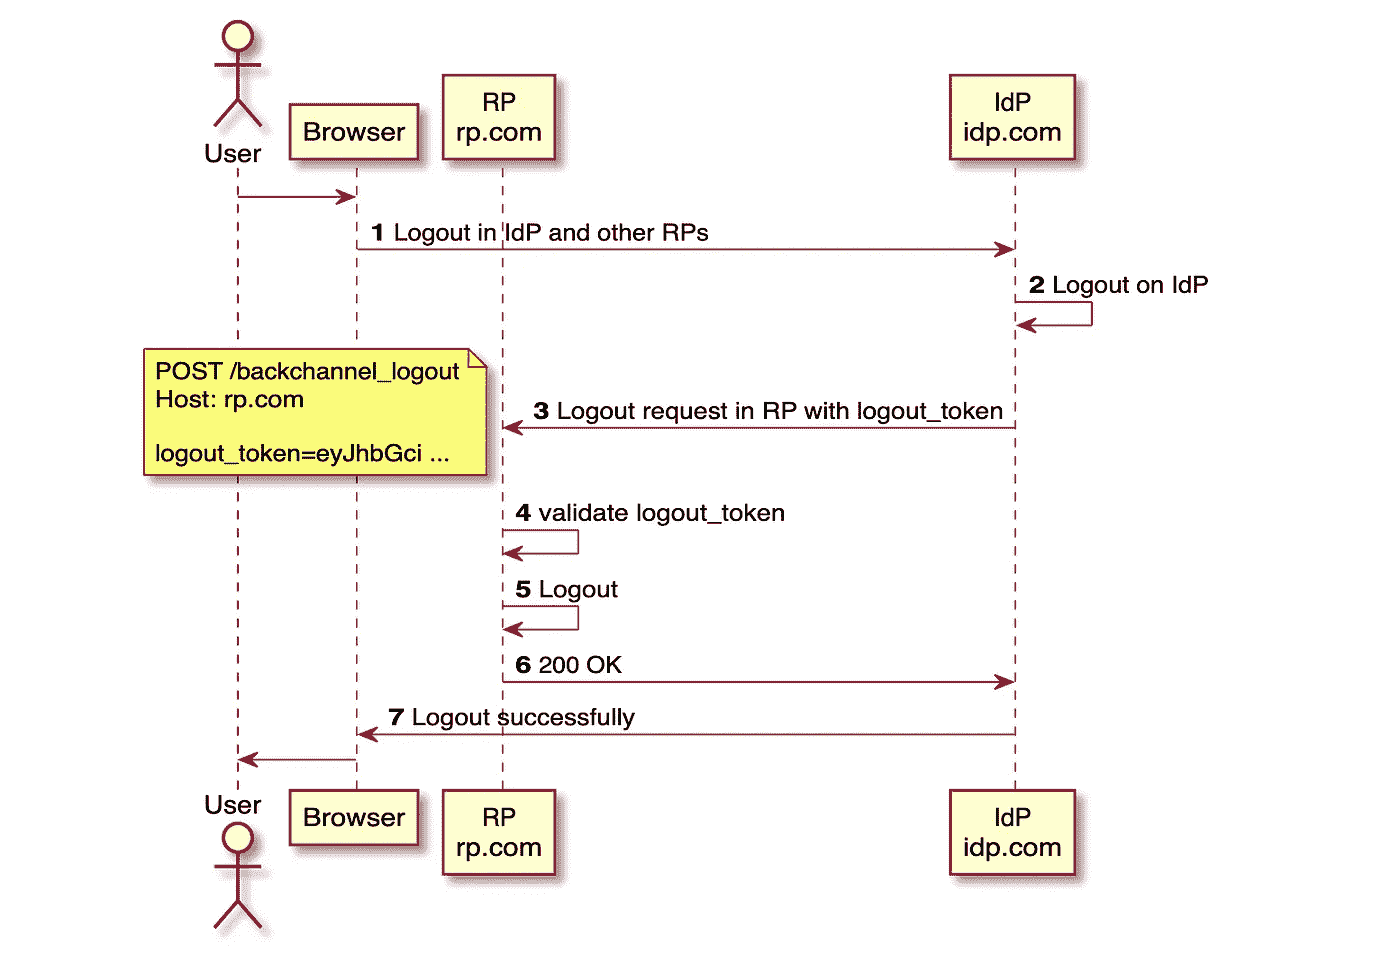 User
Browser
RP
rp.com
IdP
idp.com
1 Logout in IdP and other RPs
2 Logout on IdP
POST /backchannel_logout
Host: rp.com
logout_token=eyJhbGci ...
3 Logout request in RP with logout_token
4 validate logout_token
5 Logout
6 200 OK
7 Logout successfully
User
Browser
RP
rp.com
IdP
idp.com